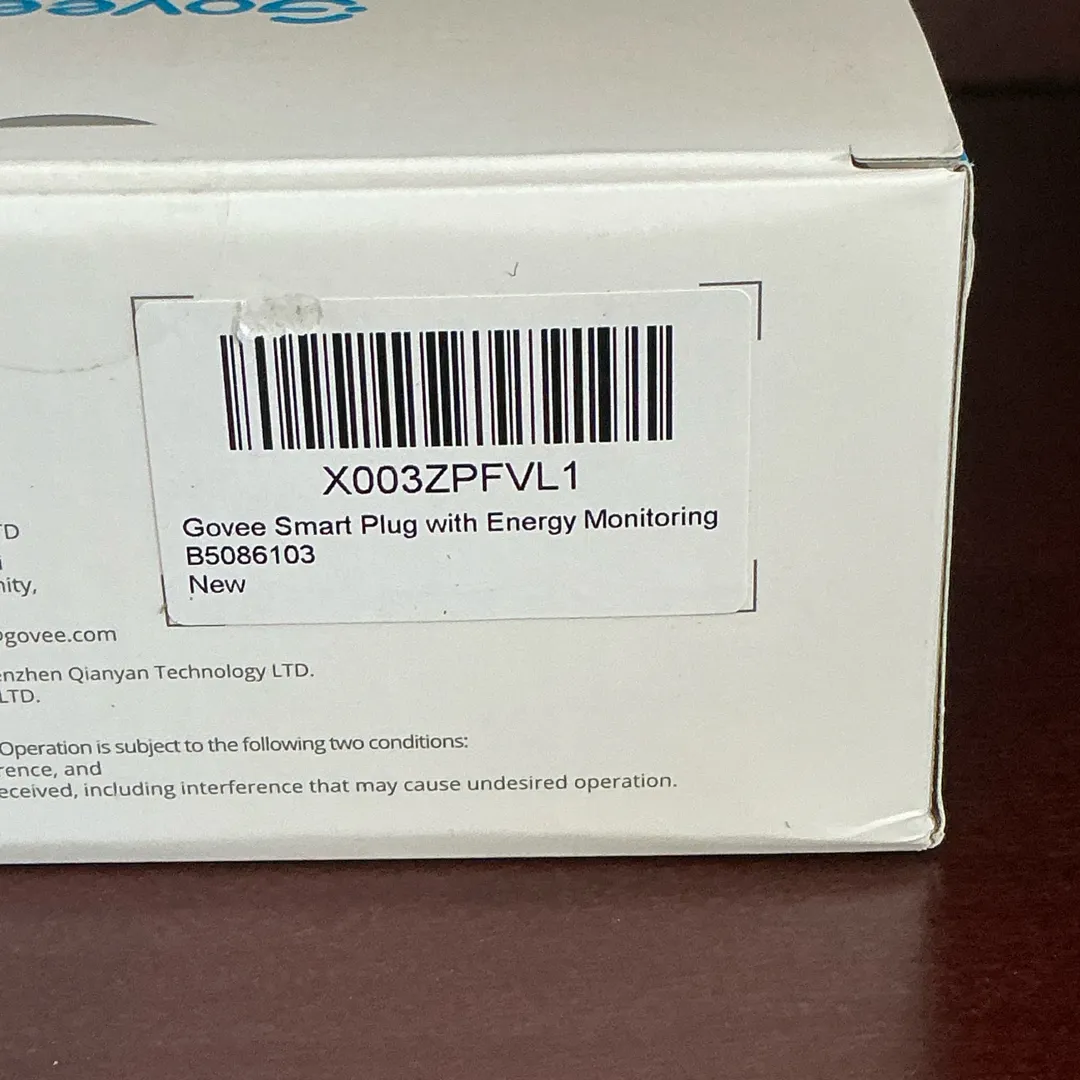 Govee
X003ZPFVL1
Govee Smart Plug with Energy Monitoring
B5086103
New
TD
nity,
@govee.com
enzhen Qianyan Technology LTD.
LTD.
Operation is subject to the following two conditions:
rence, and
eceived, including interference that may cause undesired operation.